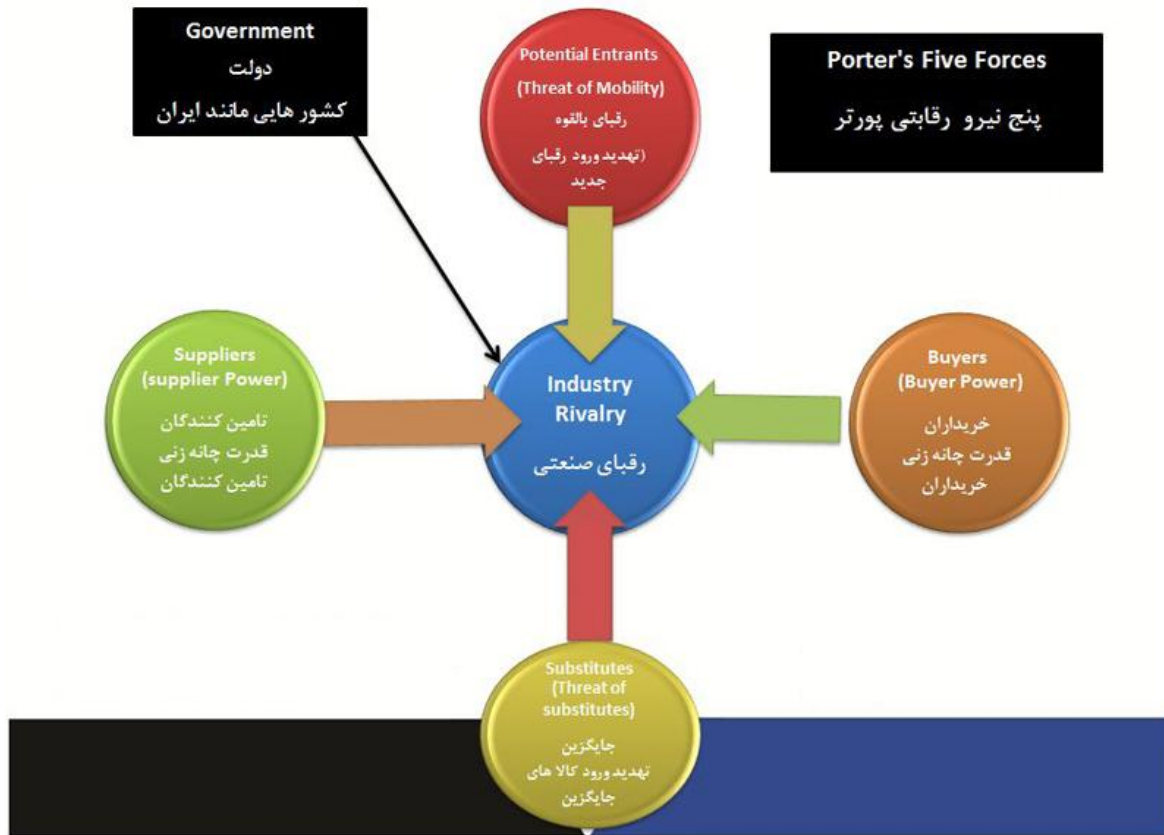 Government
دولت
کشور هایی مانند ایران
Potential Entrants
(Threat of Mobility)
رقبای بالقوه
(تهدید ورود رقبای
جدید
Porter's Five Forces
پنج نیرو رقابتی پورتر
Suppliers
(supplier Power)
تامین کنندگان
قدرت چانه زنی
تامین کنندگان
Industry
Rivalry
رقبای صنعتی
Buyers
(Buyer Power)
خریداران
قدرت چانه زنی
خریداران
Substitutes
(Threat of
substitutes)
جایگزین
تهدید ورود کالا های
جایگزین